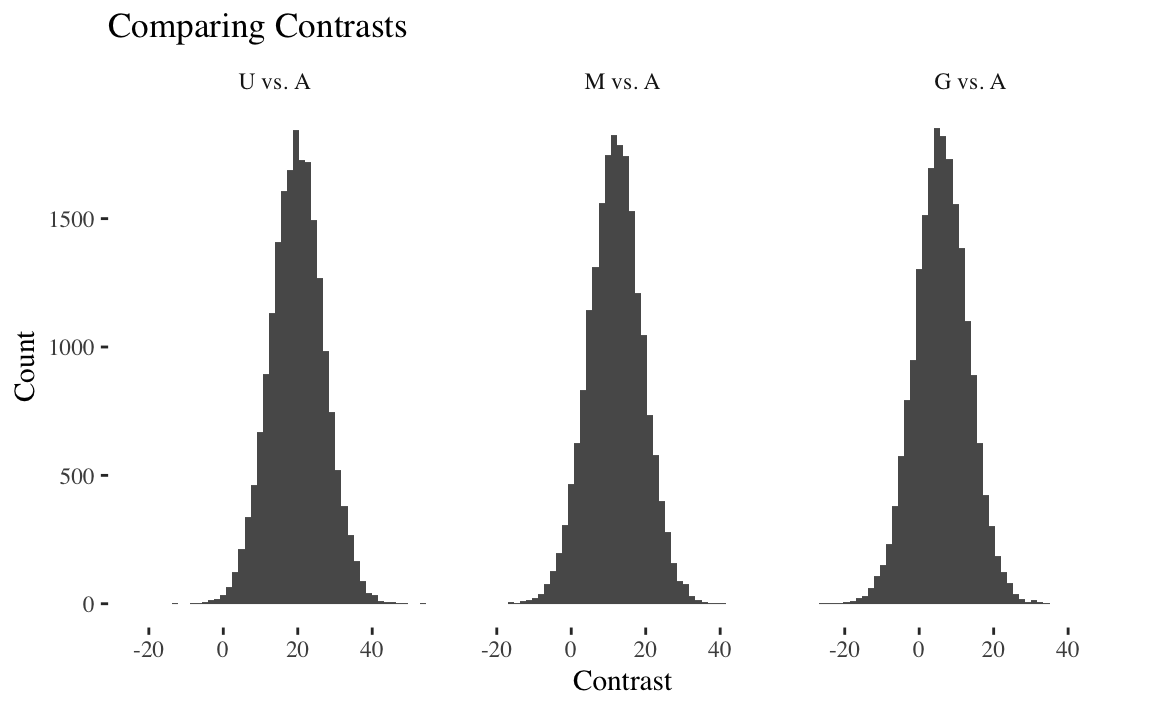 Comparing Contrasts
U vs. A M vs. A G vs. A
Count
1500
1000
500
0
-20 0 20 40 -20 0 20 40 -20 0 20 40
Contrast